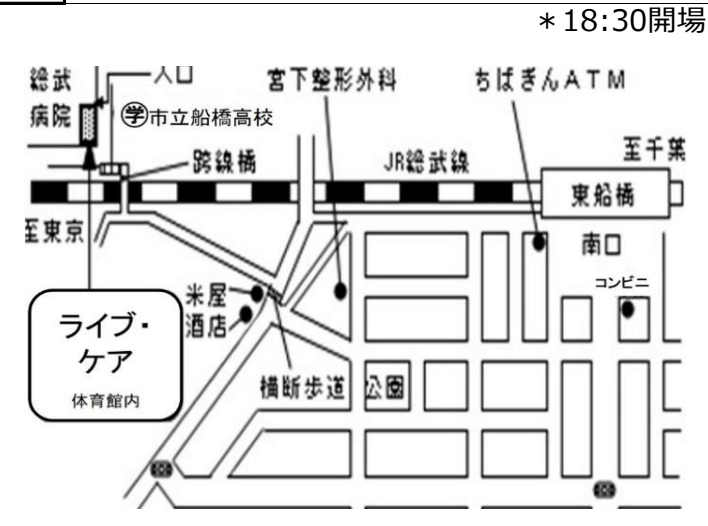 ＊18:30開場
総武
病院
入口
学市立船橋高校
宮下整形外科
ちばぎんATM
跨線橋
JR総武線
至千葉
東船橋
至東京
南口
コンビニ
米屋
酒店
ライブ・
ケア
体育館内
横断歩道
公園